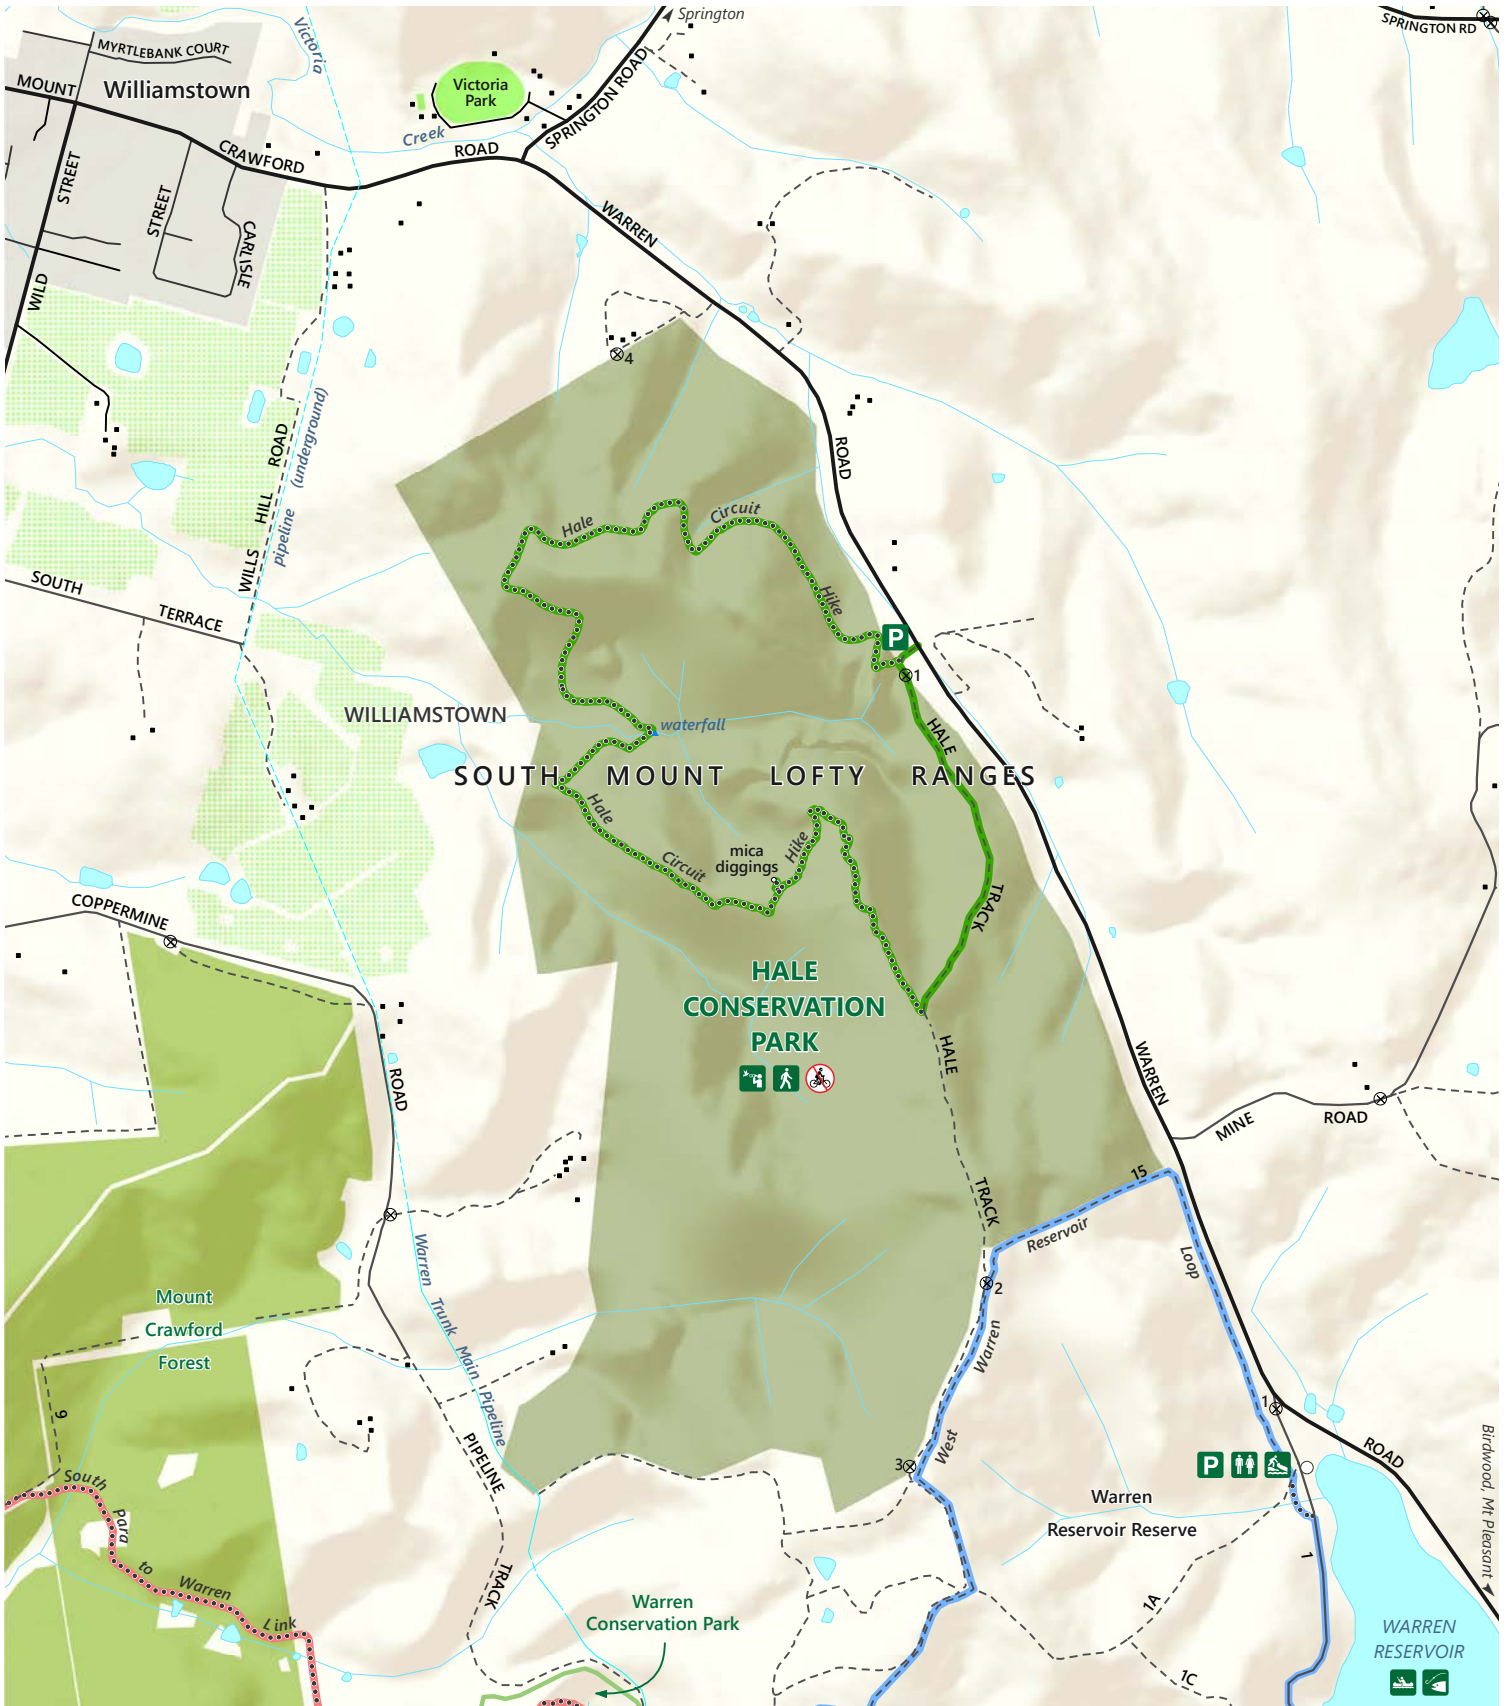 Springton
SPRINGTON RD
Victoria
MYRTLEBANK COURT
MOUNT
Williamstown
Victoria
Park
SPRINGTON ROAD
Creek
CRAWFORD
ROAD
STREET
STREET
CARLISLE
WARREN
WILD
4
ROAD
HILL
WILLS
pipeline (underground)
ROAD
Hale
Circuit
Hike
SOUTH
TERRACE
P
1
WILLIAMSTOWN
waterfall
HALE
SOUTH MOUNT LOFTY RANGES
Hale
Circuit
mica
diggings
Hike
TRACK
COPPERMINE
HALE
CONSERVATION
PARK
HALE
ROAD
WARREN
MINE
ROAD
15
TRACK
Reservoir
Loop
2
Warren
Warren Trunk Main Pipeline
Mount
Crawford
Forest
9
1
ROAD
Birdwood, Mt Pleasant
West
3
PIPELINE
P
South
Para
to
Warren
Link
Warren
Reservoir Reserve
1
TRACK
1A
Warren
Conservation Park
1C
WARREN
RESERVOIR